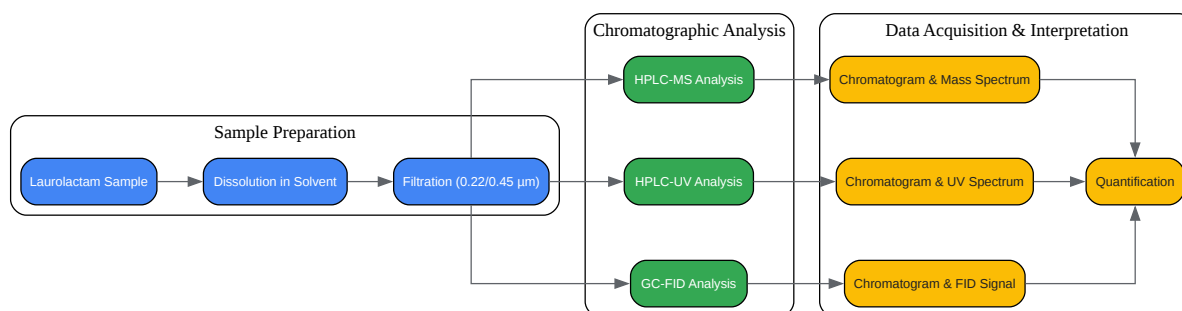 Chromatographic Analysis
Data Acquisition & Interpretation
HPLC-MS Analysis
Chromatogram & Mass Spectrum
Sample Preparation
Laurolactam Sample
Dissolution in Solvent
Filtration (0.22/0.45 µm)
HPLC-UV Analysis
Chromatogram & UV Spectrum
Quantification
GC-FID Analysis
Chromatogram & FID Signal